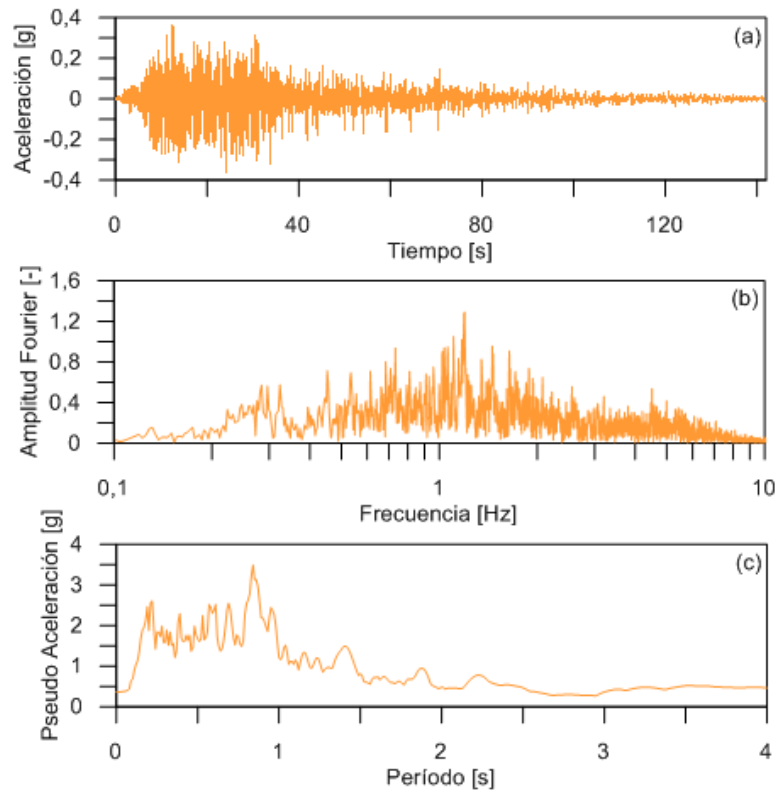 0,4
0,2
0
-0,2
-0,4
Aceleración [g]
(a)
0 40 80 120
Tiempo [s]
1,6
1,2
0,8
0,4
0
Amplitud Fourier [-]
(b)
0,1 1 10
Frecuencia [Hz]
4
3
2
1
0
Pseudo Aceleración [g]
(c)
0 1 2 3 4
Período [s]